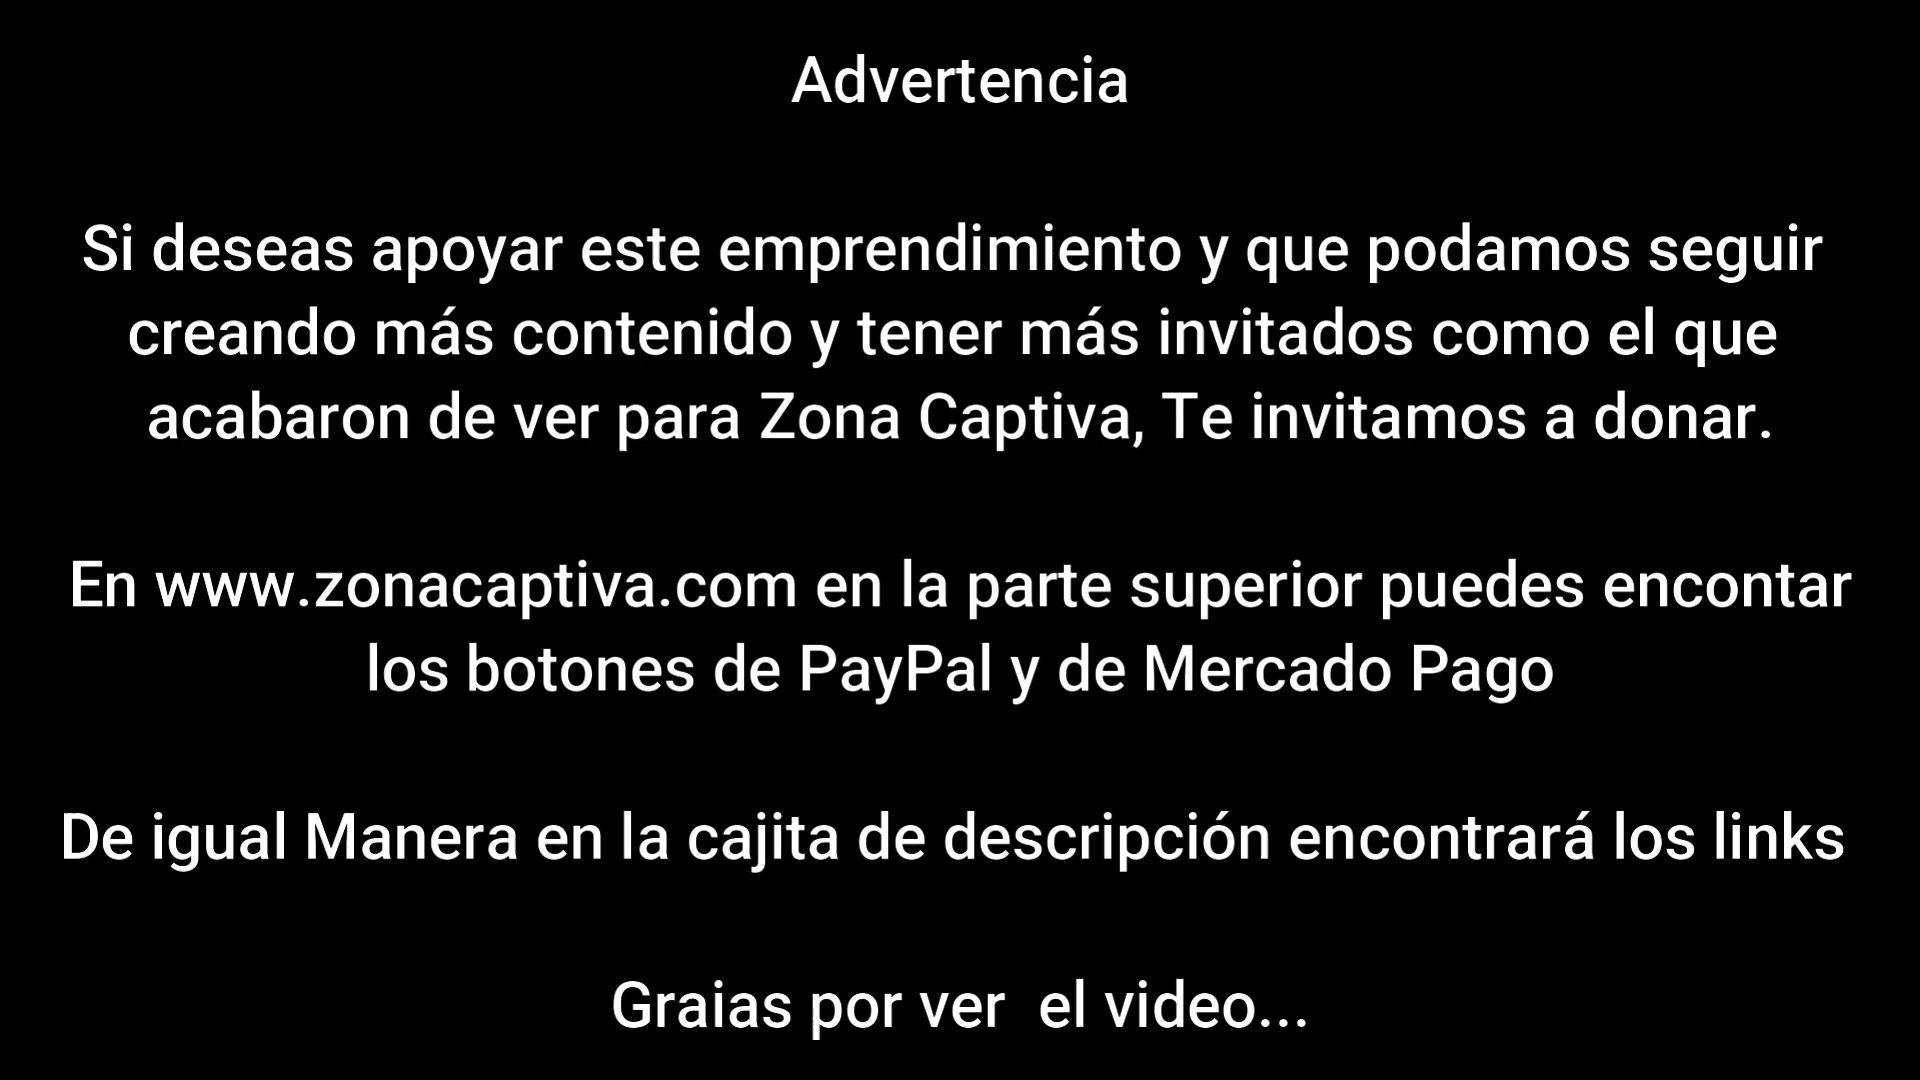 Advertencia
Si deseas apoyar este emprendimiento y que podamos seguir
creando más contenido y tener más invitados como el que
acabaron de ver para Zona Captiva, Te invitamos a donar.
En www.zonacaptiva.com en la parte superior puedes encontar
los botones de PayPal y de Mercado Pago
De igual Manera en la cajita de descripción encontrará los links
Graias por ver  el video...